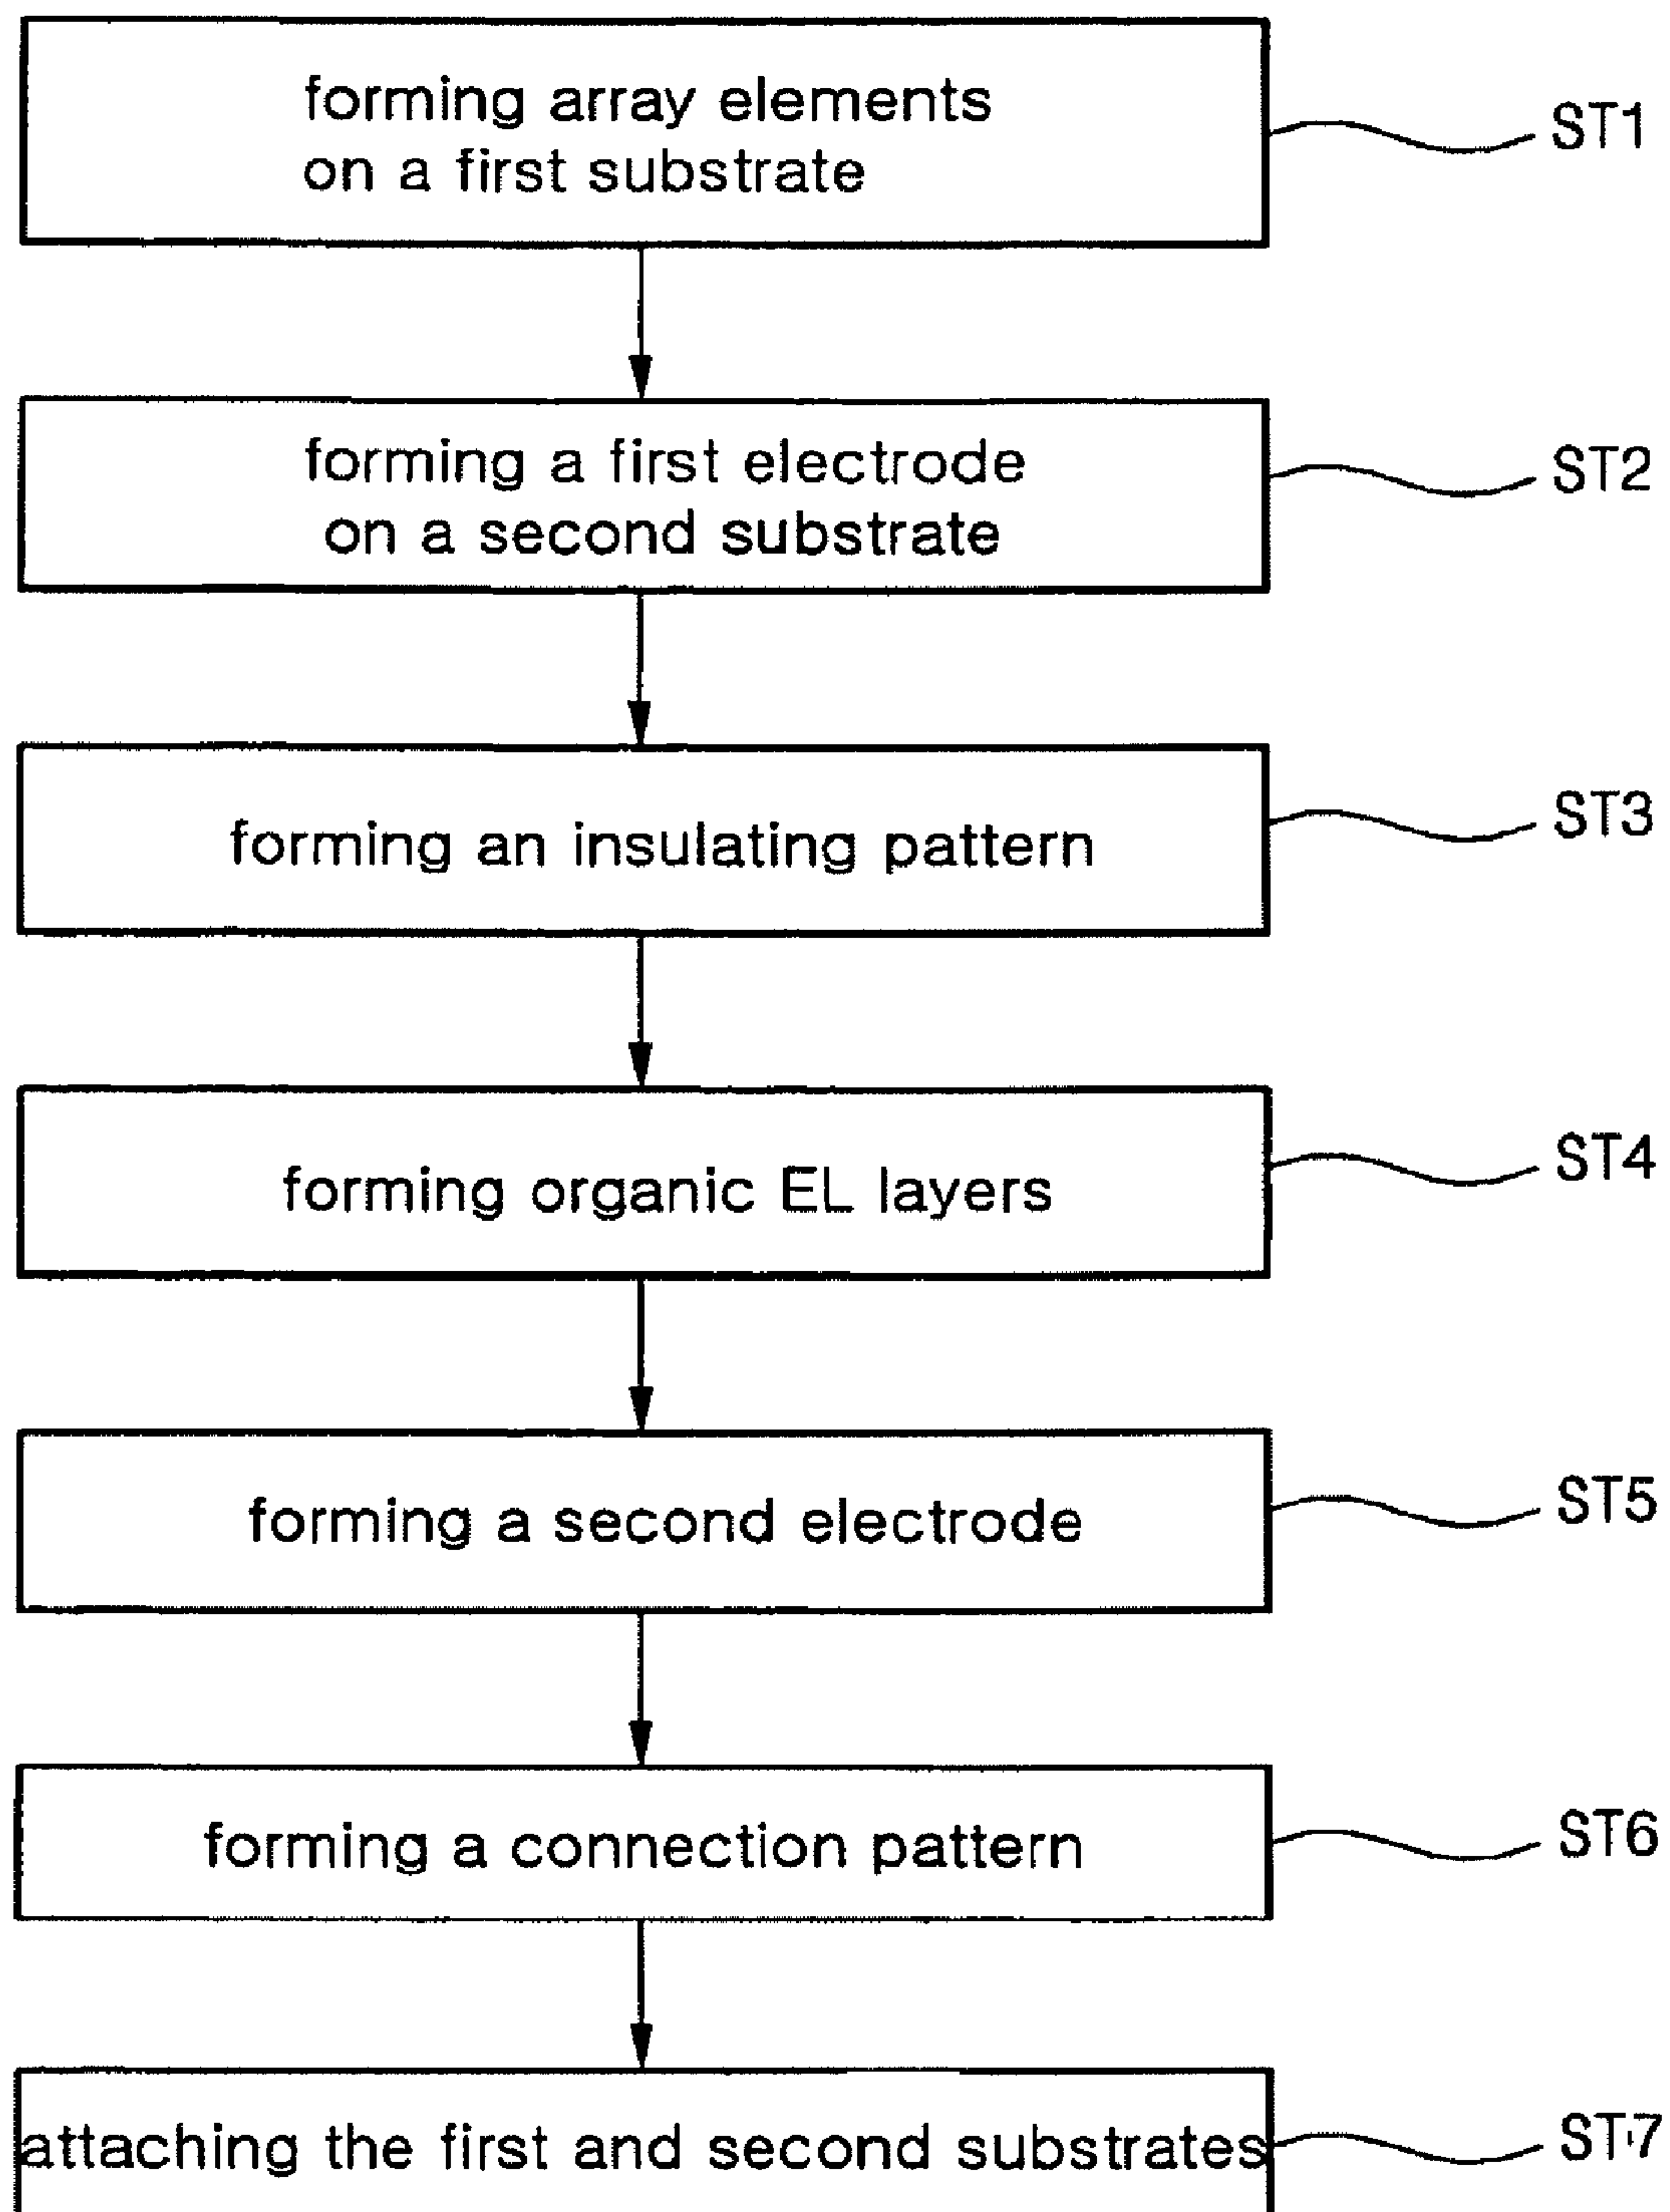 forming array elements
on a first substrate
ST1
forming a first electrode
on a second substrate
ST2
forming an insulating pattern
ST3
forming organic EL layers
ST4
forming a second electrode
ST5
forming a connection pattern
ST6
attaching the first and second substrates
ST7